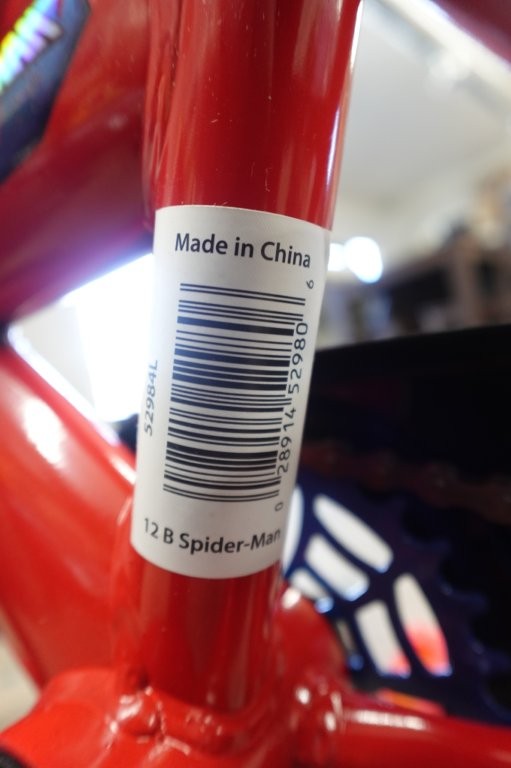 Made in China
52984L
0 28914 52980 6
12 B Spider-Man